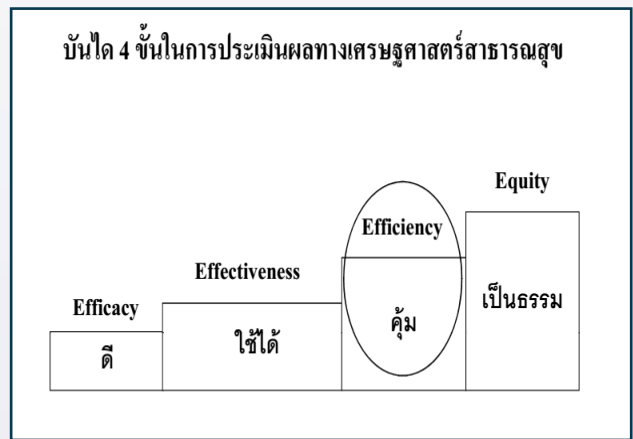 บันได 4 ขั้นในการประเมินผลทางเศรษฐศาสตร์สาธารณสุข
Equity
Efficiency
Effectiveness
เป็นธรรม
Efficacy
คุ้ม
ใช้ได้
ดี